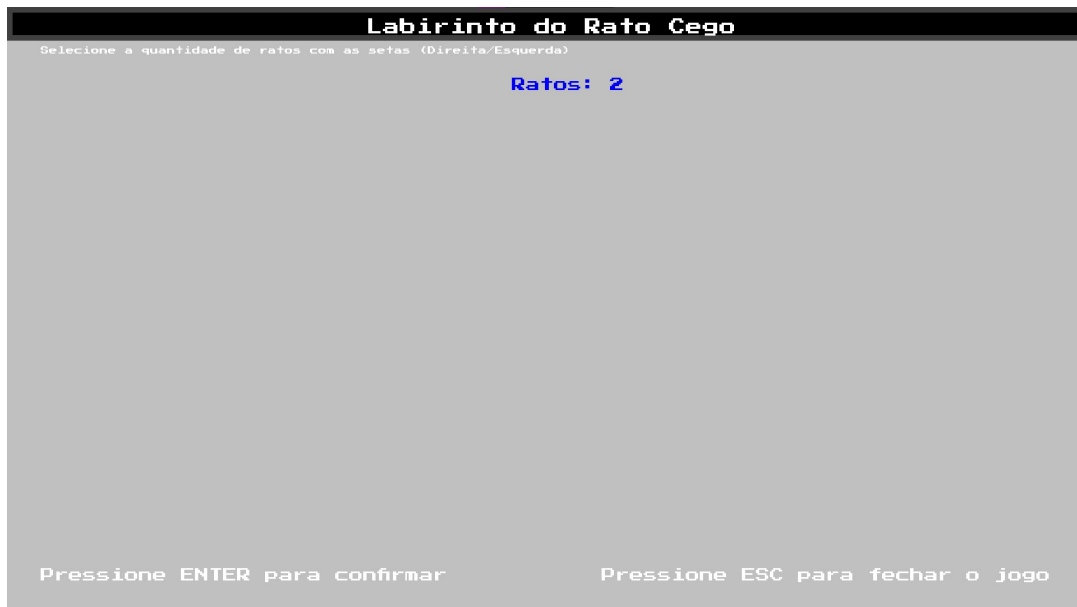 Labirinto do Rato Cego
Selecione a quantidade de ratos com as setas (Direita/Esquerda)
Ratos: 2
Pressione ENTER para confirmar
Pressione ESC para fechar o jogo